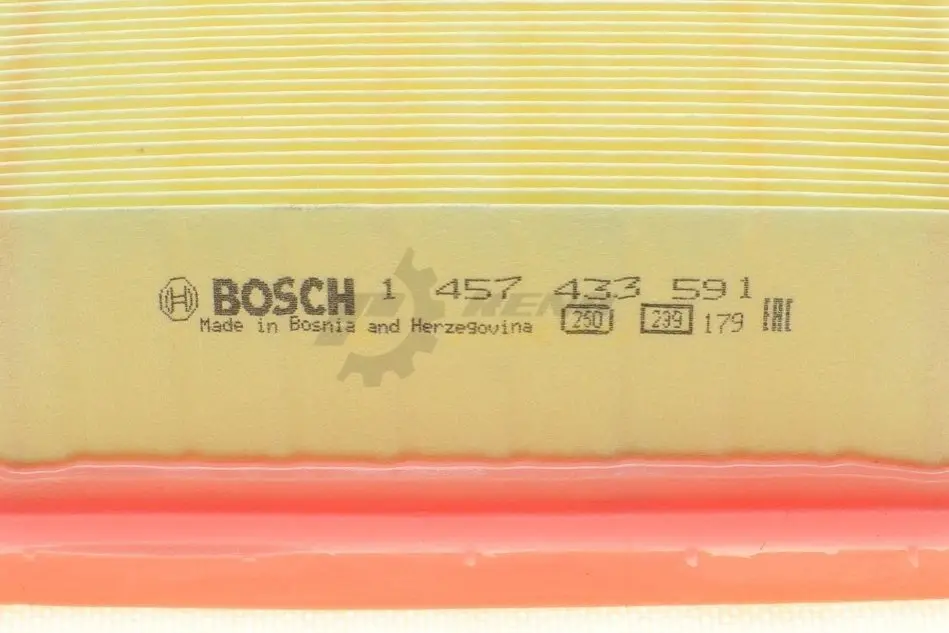 BOSCH 1 457 433 591
Made in Bosnia and Herzegovina 250 239 179 EAC